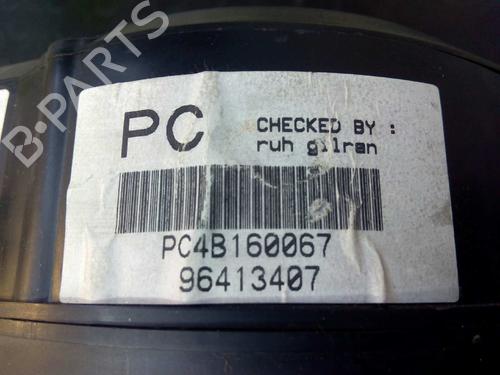 B-PARTS
PC
CHECKED BY :
ruh gilran
PC4B160067
96413407